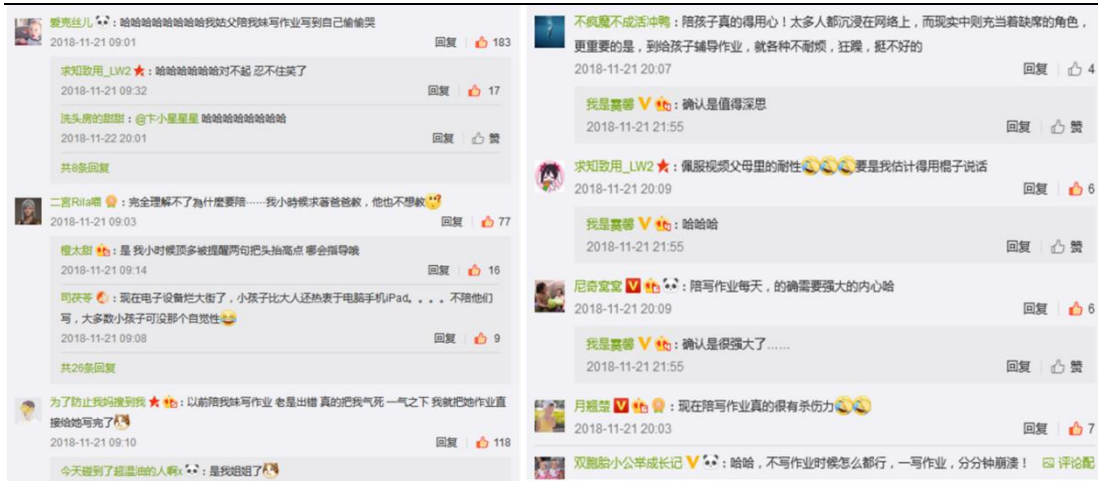 爱克丝儿：哈哈哈哈哈哈哈哈我姑父陪我妹写作业写到自己偷偷哭
2018-11-21 09:01 回复 183
求知致用_LW2：哈哈哈哈哈哈对不起 忍不住笑了
2018-11-21 09:32 回复 17
洗头房的甜甜：@卞小星星星 哈哈哈哈哈哈哈哈
2018-11-22 20:01 回复 赞
共8条回复
二宮Rila喵：完全理解不了為什麼要陪……我小時候求著爸爸教，他也不想教
2018-11-21 09:03 回复 77
橙太甜：是 我小时候顶多被提醒两句把头抬高点 哪会指导哦
2018-11-21 09:14 回复 16
司茯苓：现在电子设备烂大街了，小孩子比大人还热衷于电脑手机iPad。。。。不陪他们
写，大多数小孩子可没那个自觉性
2018-11-21 09:08 回复 9
共26条回复
为了防止我妈搜到我：以前陪我妹写作业 老是出错 真的把我气死 一气之下 我就把她作业直
接给她写完了
2018-11-21 09:10 回复 118
今天碰到了超温油的人啊x：是我姐姐了
不疯魔不成活冲鸭：陪孩子真的得用心！太多人都沉浸在网络上，而现实中则充当着缺席的角色，
更重要的是，到给孩子辅导作业，就各种不耐烦，狂躁，挺不好的
2018-11-21 20:07 回复 4
我是赛馨：确认是值得深思
2018-11-21 21:55 回复 赞
求知致用_LW2：佩服视频父母里的耐性要是我估计得用棍子说话
2018-11-21 20:09 回复 6
我是赛馨：哈哈哈
2018-11-21 21:55 回复 赞
尼奇窝窝：陪写作业每天，的确需要强大的内心哈
2018-11-21 20:09 回复 6
我是赛馨：确认是很强大了……
2018-11-21 21:55 回复 赞
月翘楚：现在陪写作业真的很有杀伤力
2018-11-21 20:03 回复 7
双胞胎小公举成长记：哈哈，不写作业时候怎么都行，一写作业，分分钟崩溃！ 评论配